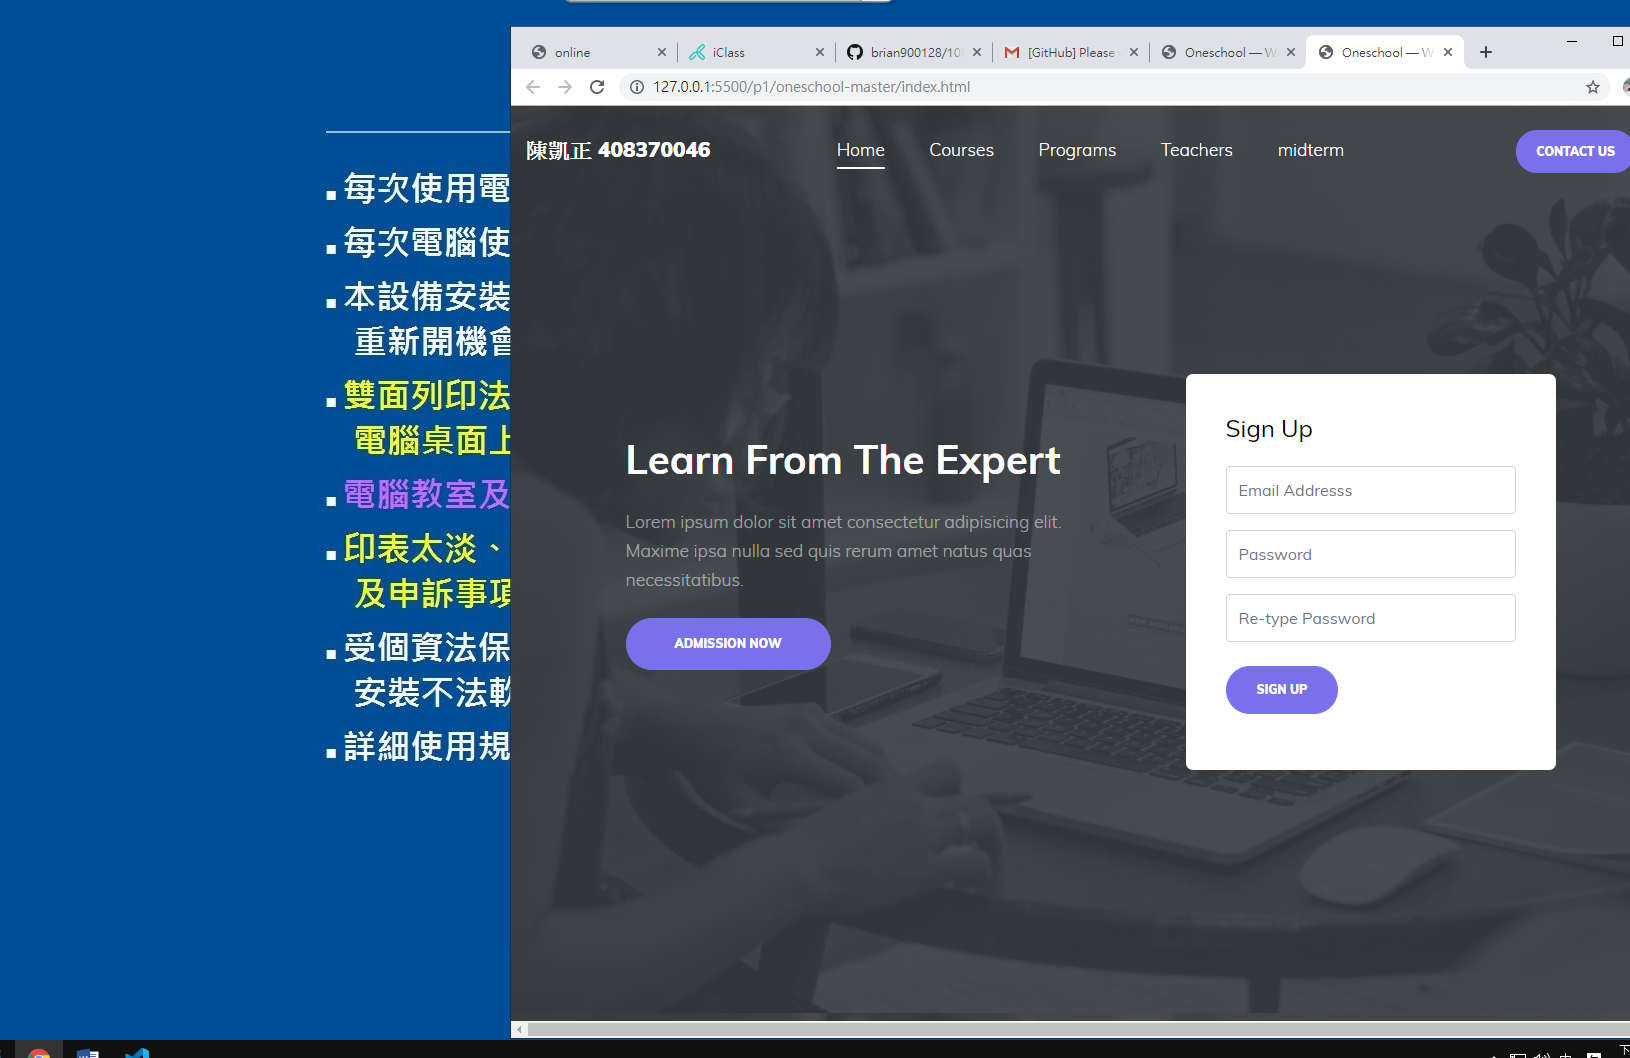 每次使用電
每次電腦使
本設備安裝
重新開機會
雙面列印法
電腦桌面上
電腦教室及
印表太淡、
及申訴事項
受個資法保
安裝不法軟
詳細使用規
online
iClass
brian900128/10
[GitHub] Please
Oneschool — W
Oneschool — W
127.0.0.1:5500/p1/oneschool-master/index.html
陳凱正 408370046
Home
Courses
Programs
Teachers
midterm
CONTACT US
Learn From The Expert
Lorem ipsum dolor sit amet consectetur adipisicing elit.
Maxime ipsa nulla sed quis rerum amet natus quas
necessitatibus.
ADMISSION NOW
Sign Up
Email Addresss
Password
Re-type Password
SIGN UP